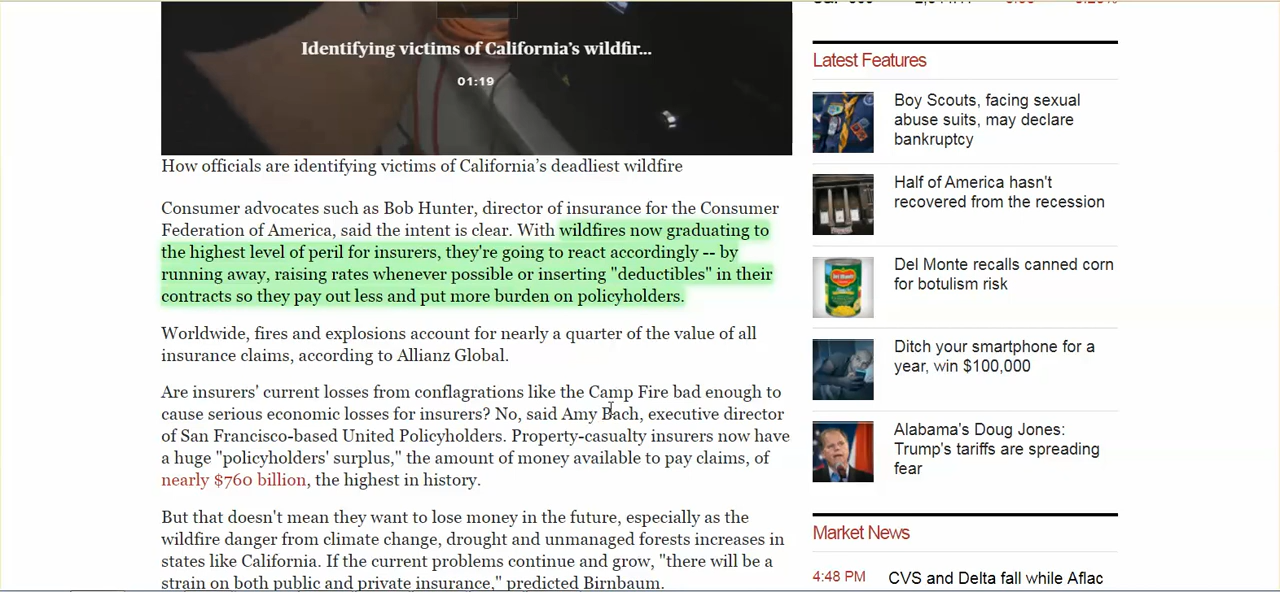 Identifying victims of California's wildfir...
01:19
How officials are identifying victims of California's deadliest wildfire
Consumer advocates such as Bob Hunter, director of insurance for the Consumer
Federation of America, said the intent is clear. With wildfires now graduating to
the highest level of peril for insurers, they're going to react accordingly -- by
running away, raising rates whenever possible or inserting "deductibles" in their
contracts so they pay out less and put more burden on policyholders.
Worldwide, fires and explosions account for nearly a quarter of the value of all
insurance claims, according to Allianz Global.
Are insurers' current losses from conflagrations like the Camp Fire bad enough to
cause serious economic losses for insurers? No, said Amy Bach, executive director
of San Francisco-based United Policyholders. Property-casualty insurers now have
a huge "policyholders' surplus," the amount of money available to pay claims, of
nearly $760 billion, the highest in history.
But that doesn't mean they want to lose money in the future, especially as the
wildfire danger from climate change, drought and unmanaged forests increases in
states like California. If the current problems continue and grow, "there will be a
strain on both public and private insurance," predicted Birnbaum.
Latest Features
Boy Scouts, facing sexual
abuse suits, may declare
bankruptcy
Half of America hasn't
recovered from the recession
Del Monte recalls canned corn
for botulism risk
Ditch your smartphone for a
year, win $100,000
Alabama's Doug Jones:
Trump's tariffs are spreading
fear
Market News
4:48 PM CVS and Delta fall while Aflac